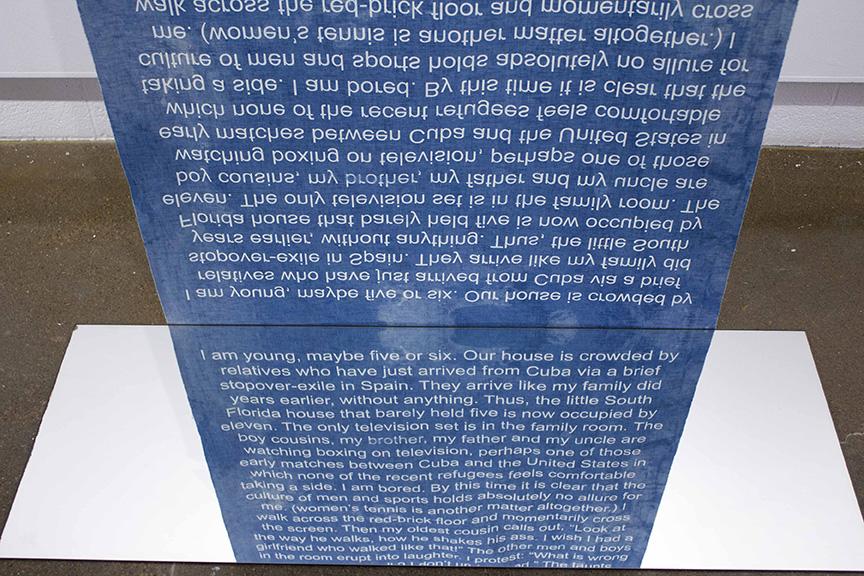 I am young, maybe five or six. Our house is crowded by
relatives who have just arrived from Cuba via a brief
stopover-exile in Spain. They arrive like my family did
years earlier, without anything. Thus, the little South
Florida house that barely held five is now occupied by
eleven. The only television set is in the family room. The
boy cousins, my brother, my father and my uncle are
watching boxing on television, perhaps one of those
early matches between Cuba and the United States in
which none of the recent refugees feels comfortable
taking a side. I am bored. By this time it is clear that the
culture of men and sports holds absolutely no allure for
me. (women's tennis is another matter altogether.) I
walk across the red-brick floor and momentarily cross
the screen. Then my oldest cousin calls out, "Look at
the way he walks, how he shakes his ass. I wish I had a
girlfriend who walked like that!" The other men and boys
in the room erupt into laughter. I protest: "What is wrong
I don't The taunts